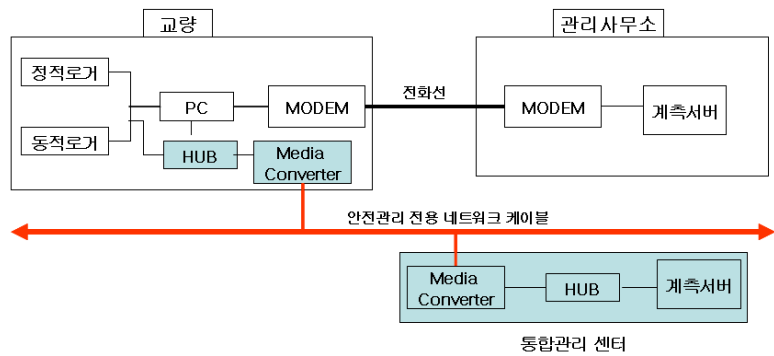 교량
관리사무소
정적로거
동적로거
PC
MODEM
전화선
MODEM
계측서버
HUB
Media
Converter
안전관리 전용 네트워크 케이블
Media
Converter
HUB
계측서버
통합관리 센터